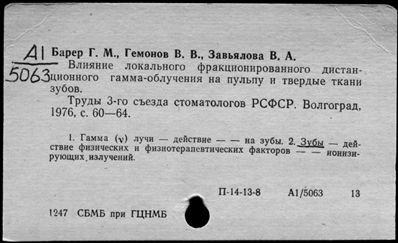 А1
5063
Барер Г. М., Гемонов В. В., Завьялова В. А.
Влияние локального фракционированного дистан-
ционного гамма-облучения на пульпу и твердые ткани
зубов.
Труды 3-го съезда стоматологов РСФСР. Волгоград,
1976, с. 60—64.
1. Гамма (γ) лучи — действие — — на зубы. 2. Зубы — дей-
ствие физических и физиотерапевтических факторов — — ионизи-
рующих излучений.
П-14-13-8 А1/5063 13
1247 СБМБ при ГЦНМБ